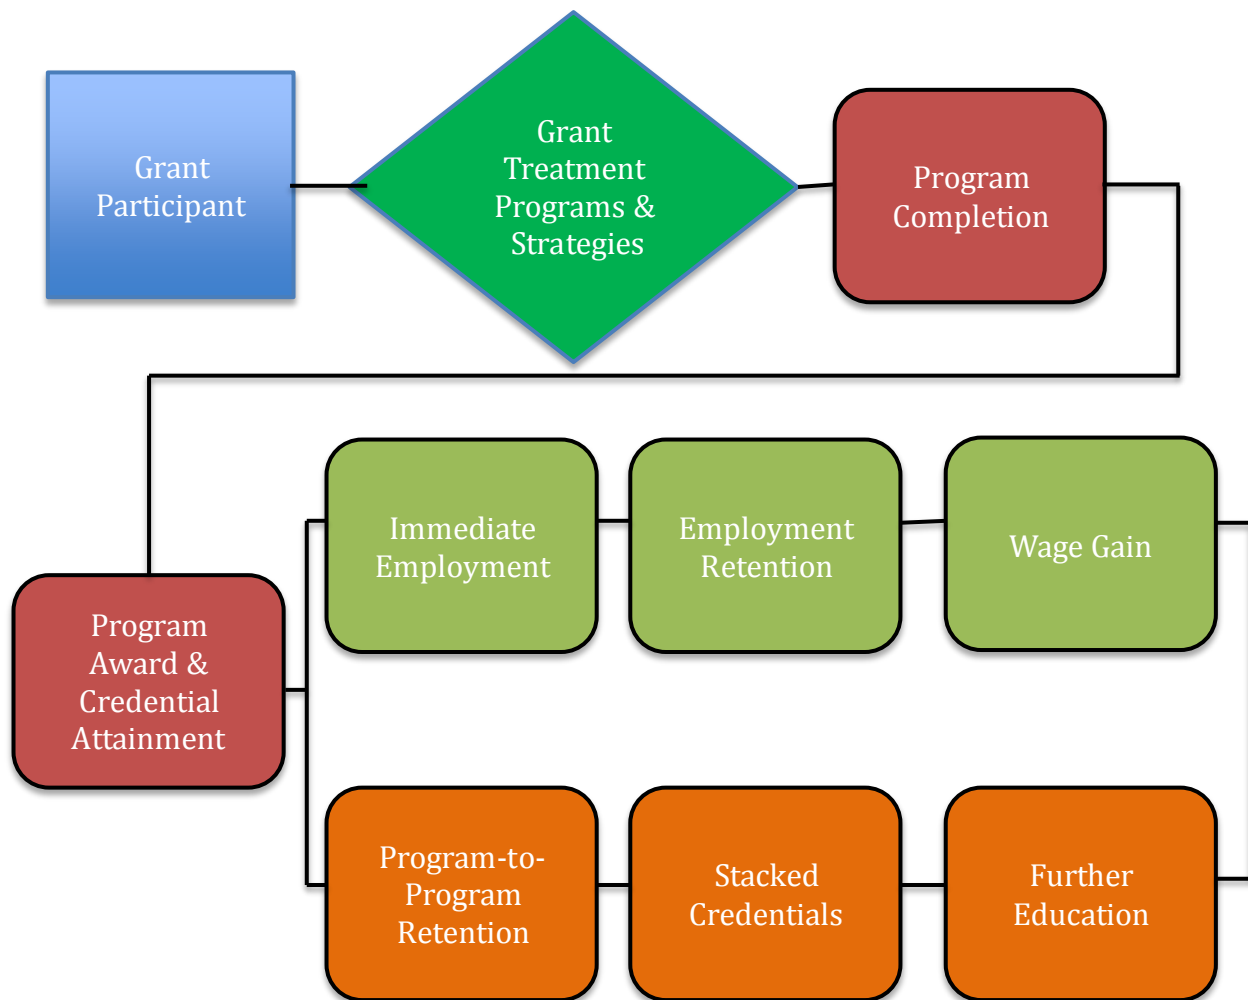 Grant
Participant
Grant
Treatment
Programs &
Strategies
Program
Completion
Immediate
Employment
Employment
Retention
Wage Gain
Program
Award &
Credential
Attainment
Program-to-
Program
Retention
Stacked
Credentials
Further
Education